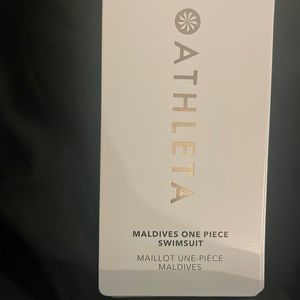 ATHLETA
MALDIVES ONE PIECE
SWIMSUIT
MAILLOT UNE-PIÈCE
MALDIVES